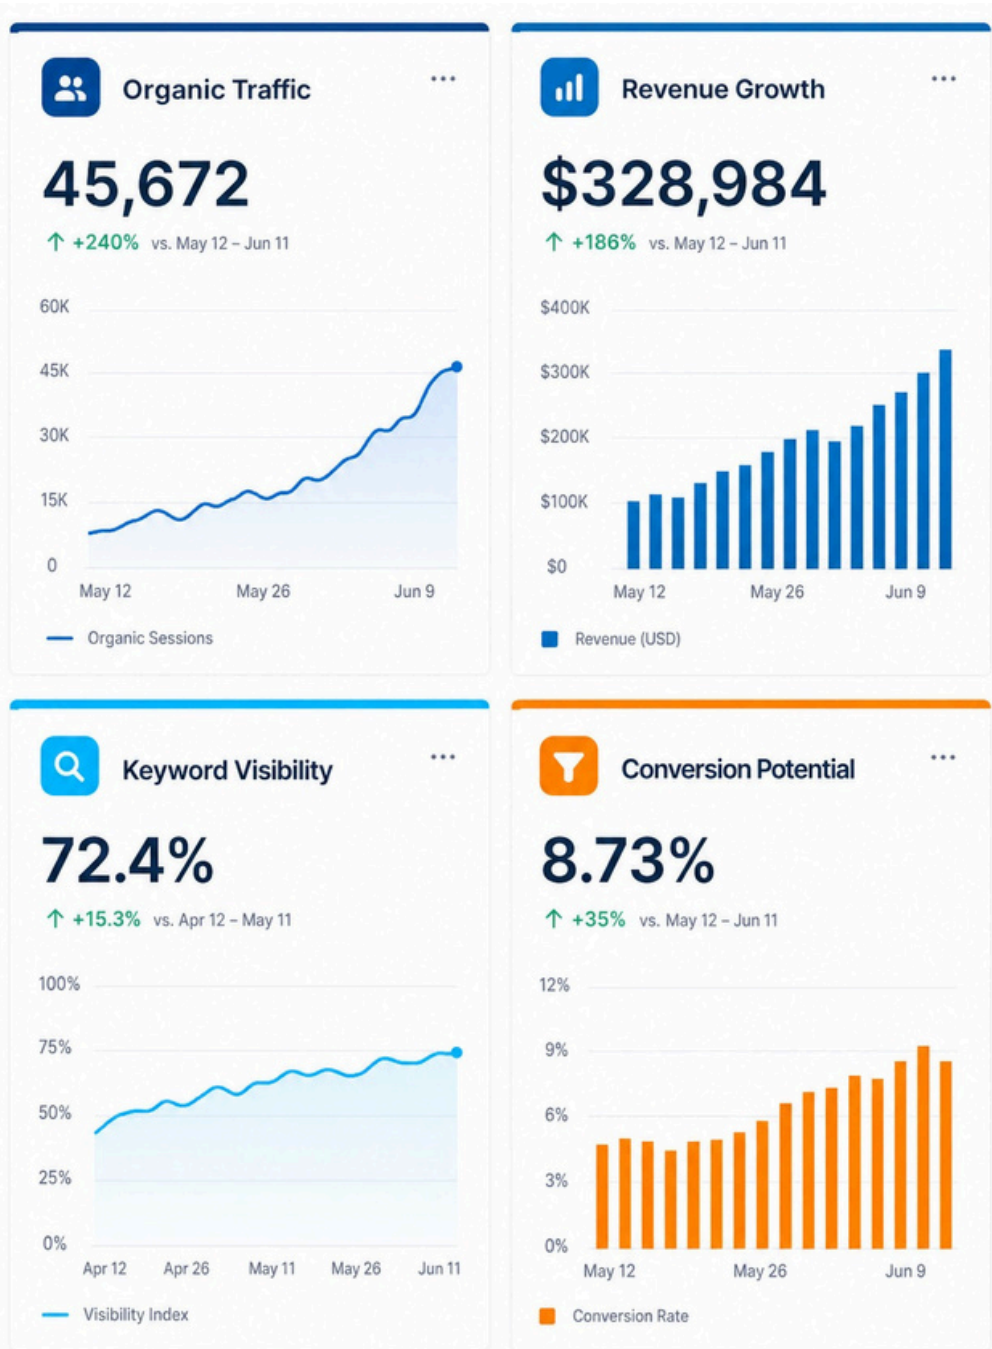 Organic Traffic
45,672
↑ +240% vs. May 12 – Jun 11
60K
45K
30K
15K
0
May 12 May 26 Jun 9
Organic Sessions
Revenue Growth
$328,984
↑ +186% vs. May 12 – Jun 11
$400K
$300K
$200K
$100K
$0
May 12 May 26 Jun 9
Revenue (USD)
Keyword Visibility
72.4%
↑ +15.3% vs. Apr 12 – May 11
100%
75%
50%
25%
0%
Apr 12 Apr 26 May 11 May 26 Jun 11
Visibility Index
Conversion Potential
8.73%
↑ +35% vs. May 12 – Jun 11
12%
9%
6%
3%
0%
May 12 May 26 Jun 9
Conversion Rate